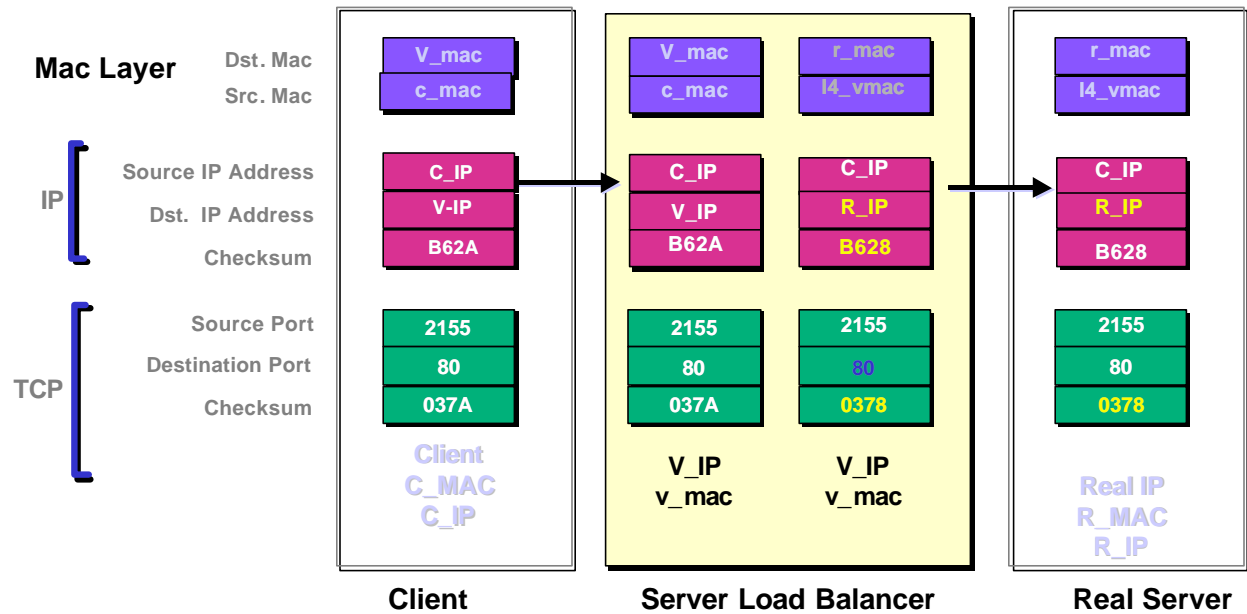 Mac Layer
Dst. Mac
Src. Mac
V_mac
c_mac
V_mac
c_mac
r_mac
l4_vmac
r_mac
l4_vmac
IP
Source IP Address
Dst. IP Address
Checksum
C_IP
V-IP
B62A
C_IP
V_IP
B62A
C_IP
R_IP
B628
C_IP
R_IP
B628
TCP
Source Port
Destination Port
Checksum
2155
80
037A
2155
80
037A
2155
80
0378
2155
80
0378
Client
C_MAC
C_IP
V_IP
v_mac
V_IP
v_mac
Real IP
R_MAC
R_IP
Client
Server Load Balancer
Real Server